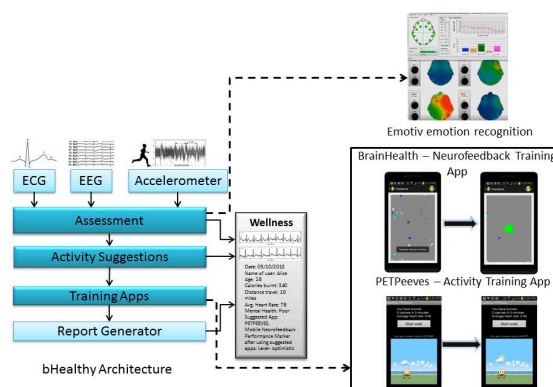 Emotiv emotion recognition
ECG
EEG
Accelerometer
Assessment
Activity Suggestions
Training Apps
Report Generator
bHealthy Architecture
Wellness
Date: 05/10/2013
Name of user: Alice
Age: 28
Calories burnt: 340
Distance travel: 10
miles
Avg. Heart Rate: 78
Mental Health: Poor
Suggested App:
PETPEEVES,
Mobile Neurofeedback
Performance Marker
after using suggested
apps: Level- optimistic
BrainHealth – Neurofeedback Training
App
PETPeeves – Activity Training App
Start walk
Start walk